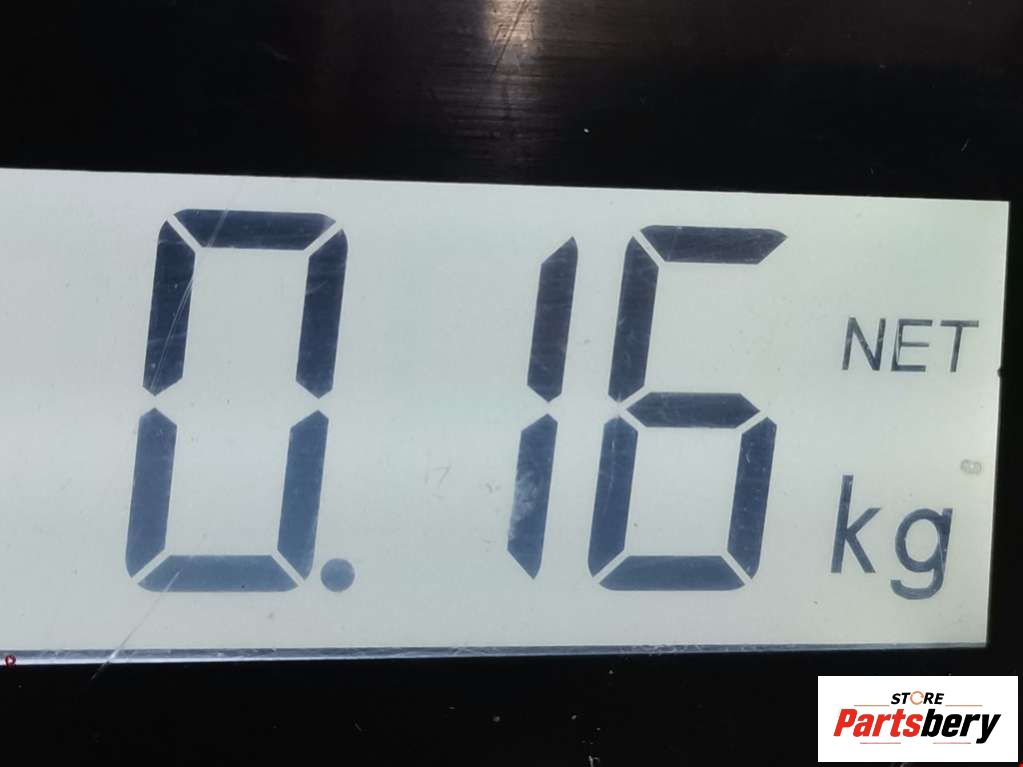 0.16
NET
kg
STORE
Partsbery